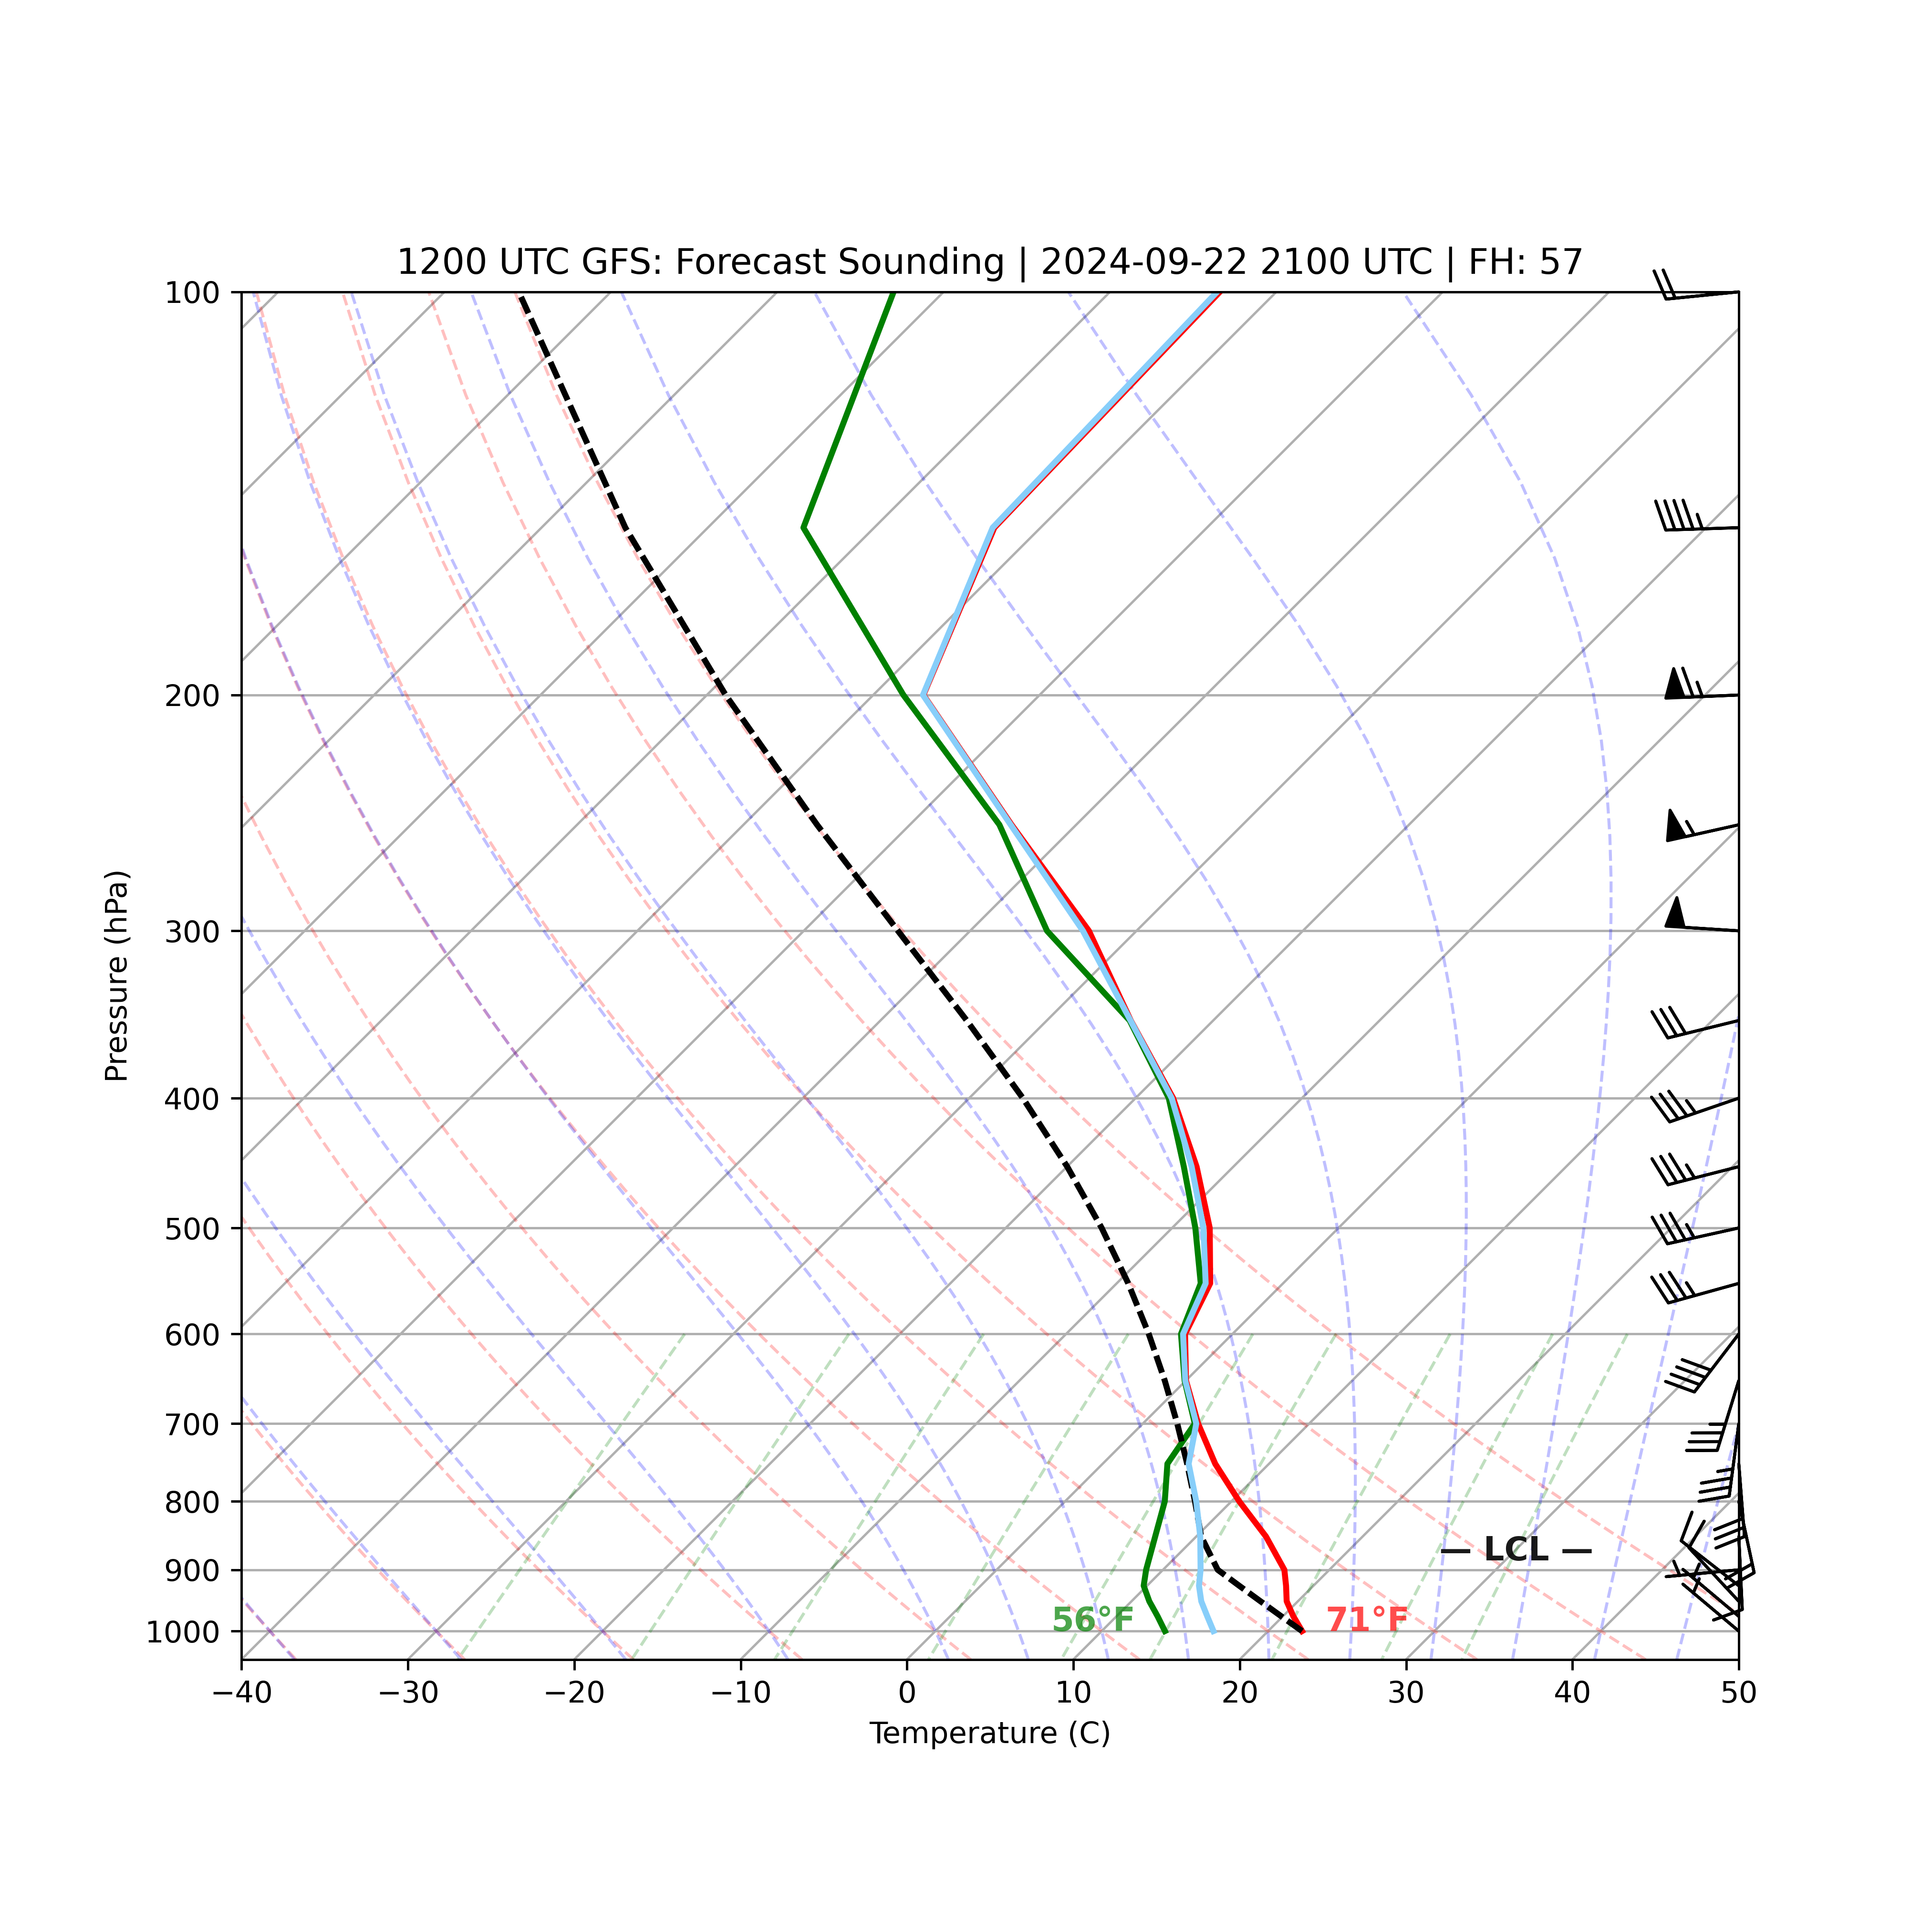 1200 UTC GFS: Forecast Sounding | 2024-09-22 2100 UTC | FH: 57
100
200
300
400
500
600
700
800
900
1000
Pressure (hPa)
— LCL —
56°F
71°F
−40 −30 −20 −10 0 10 20 30 40 50
Temperature (C)